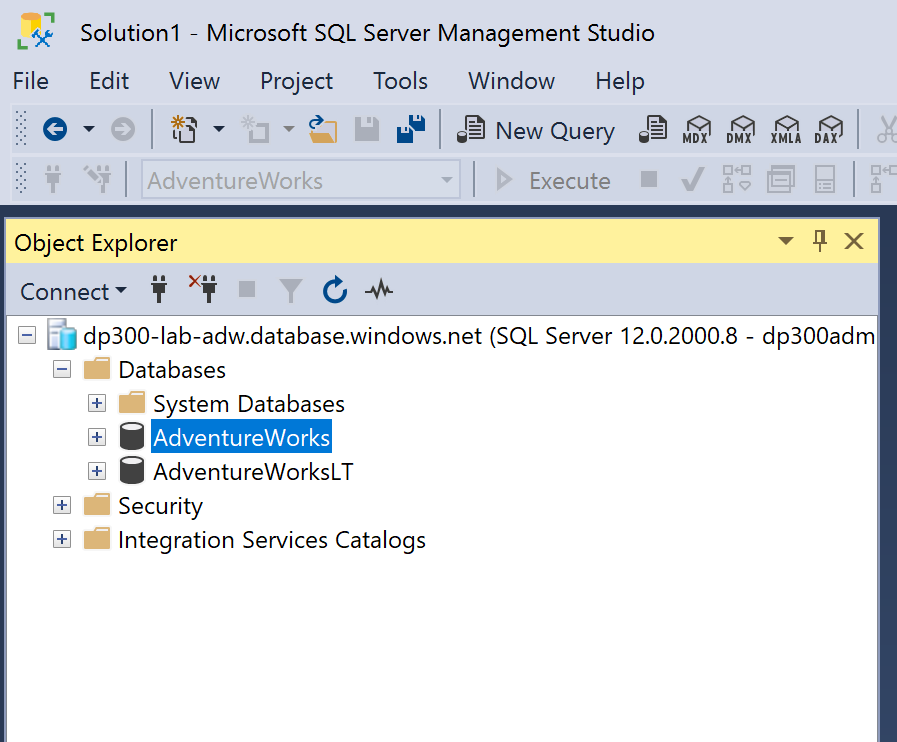 Solution1 - Microsoft SQL Server Management Studio
File Edit View Project Tools Window Help
New Query MDX DMX XMLA DAX
AdventureWorks Execute
Object Explorer
Connect
dp300-lab-adw.database.windows.net (SQL Server 12.0.2000.8 - dp300adm
Databases
System Databases
AdventureWorks
AdventureWorksLT
Security
Integration Services Catalogs